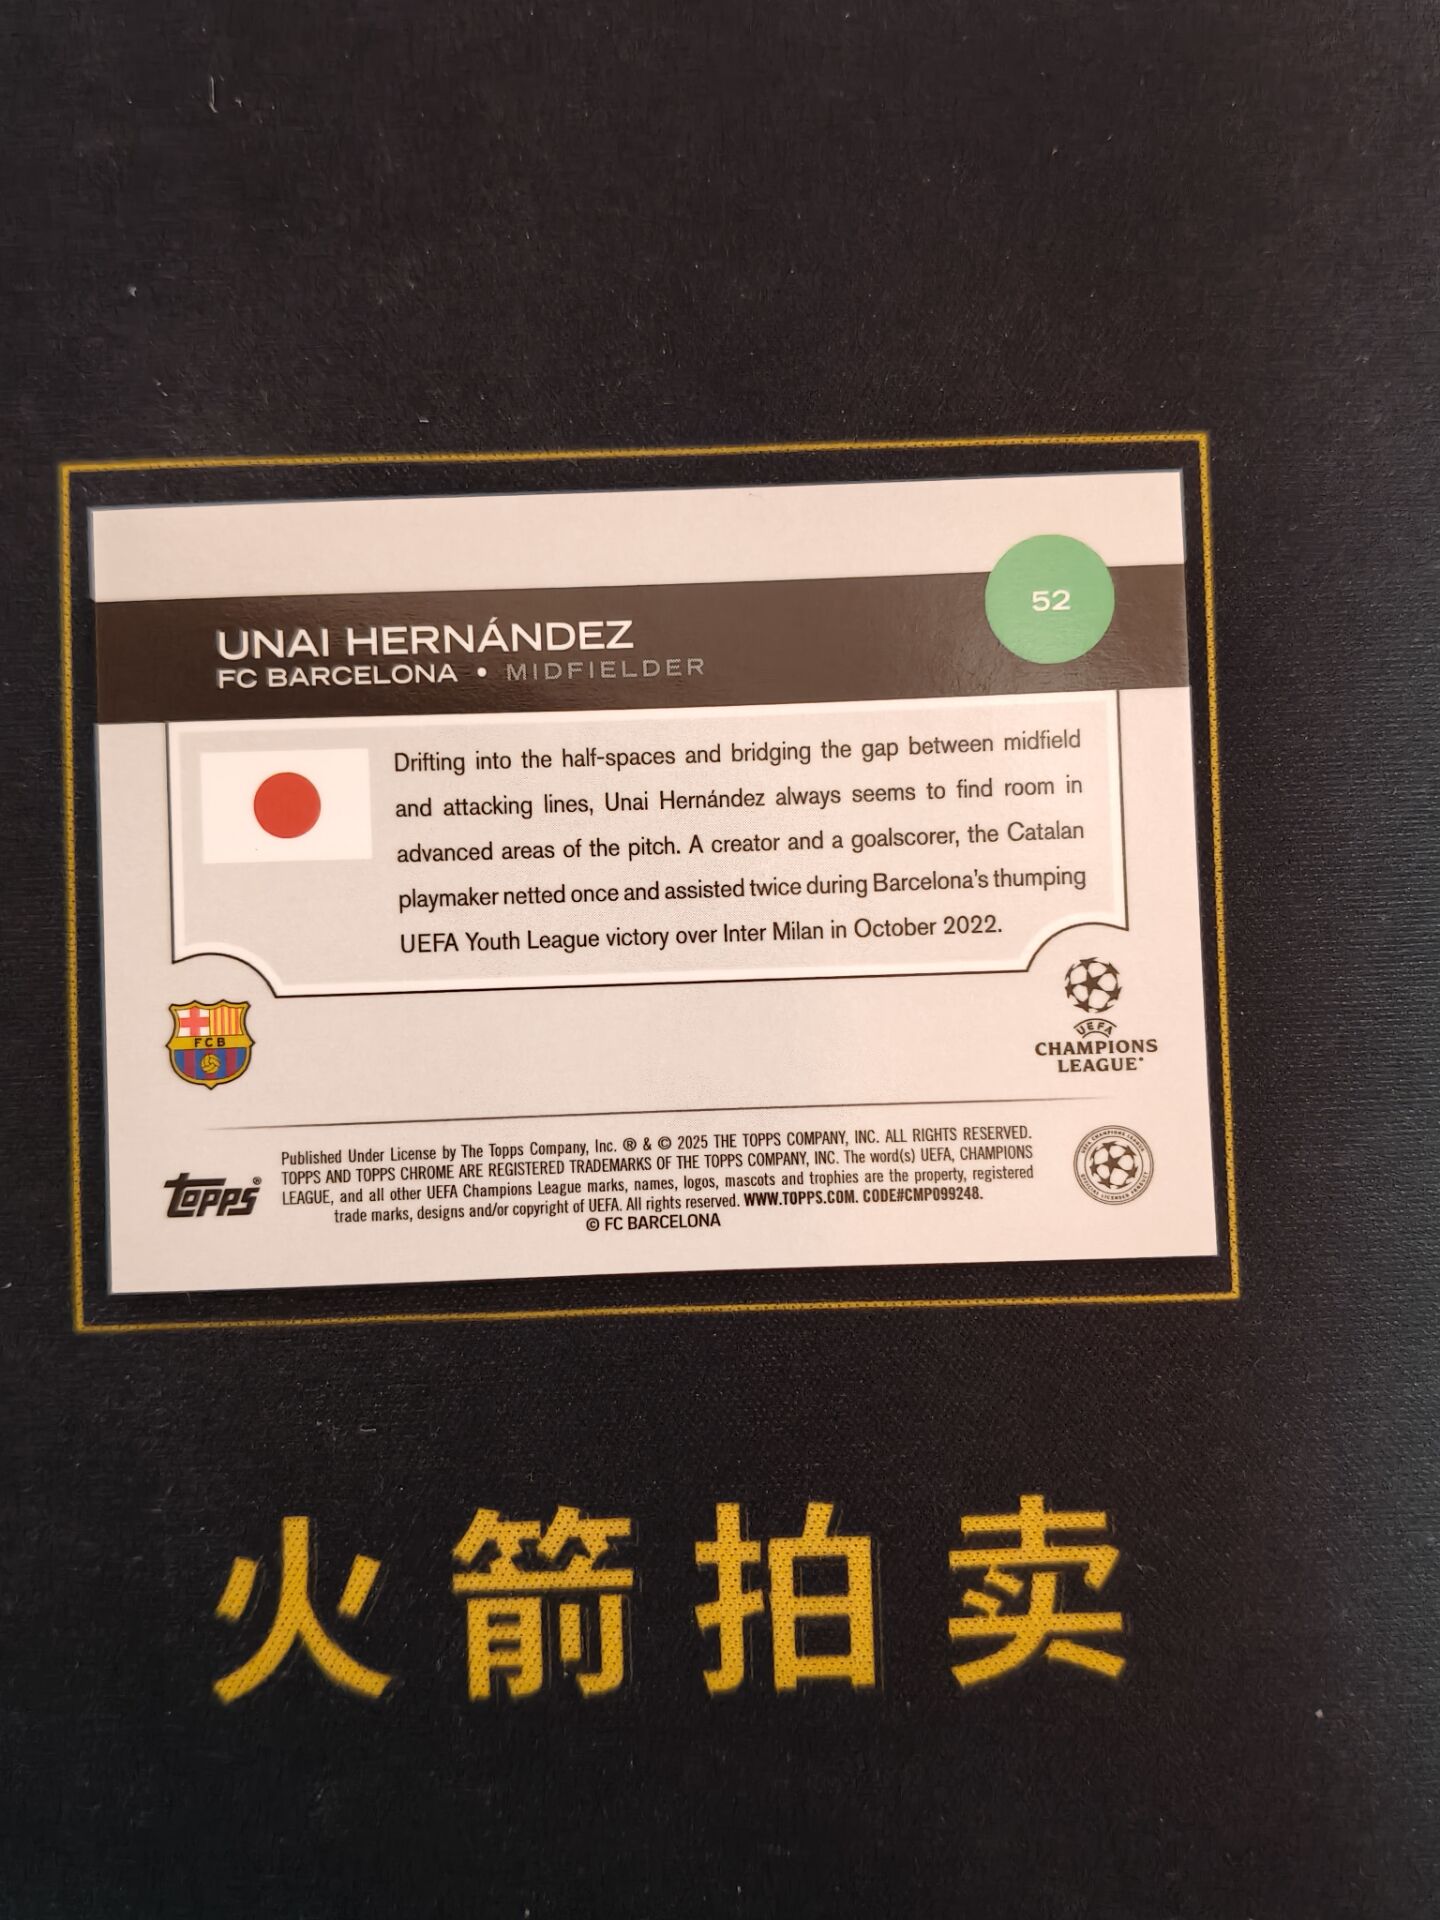 52
UNAI HERNÁNDEZ
FC BARCELONA • MIDFIELDER
Drifting into the half-spaces and bridging the gap between midfield
and attacking lines, Unai Hernández always seems to find room in
advanced areas of the pitch. A creator and a goalscorer, the Catalan
playmaker netted once and assisted twice during Barcelona's thumping
UEFA Youth League victory over Inter Milan in October 2022.
FCB
UEFA
CHAMPIONS
LEAGUE®
topps®
Published Under License by The Topps Company, Inc. ® & © 2025 THE TOPPS COMPANY, INC. ALL RIGHTS RESERVED.
TOPPS AND TOPPS CHROME ARE REGISTERED TRADEMARKS OF THE TOPPS COMPANY, INC. The word(s) UEFA, CHAMPIONS
LEAGUE, and all other UEFA Champions League marks, names, logos, mascots and trophies are the property, registered
trade marks, designs and/or copyright of UEFA. All rights reserved. WWW.TOPPS.COM. CODE#CMP099248.
© FC BARCELONA
火箭拍卖